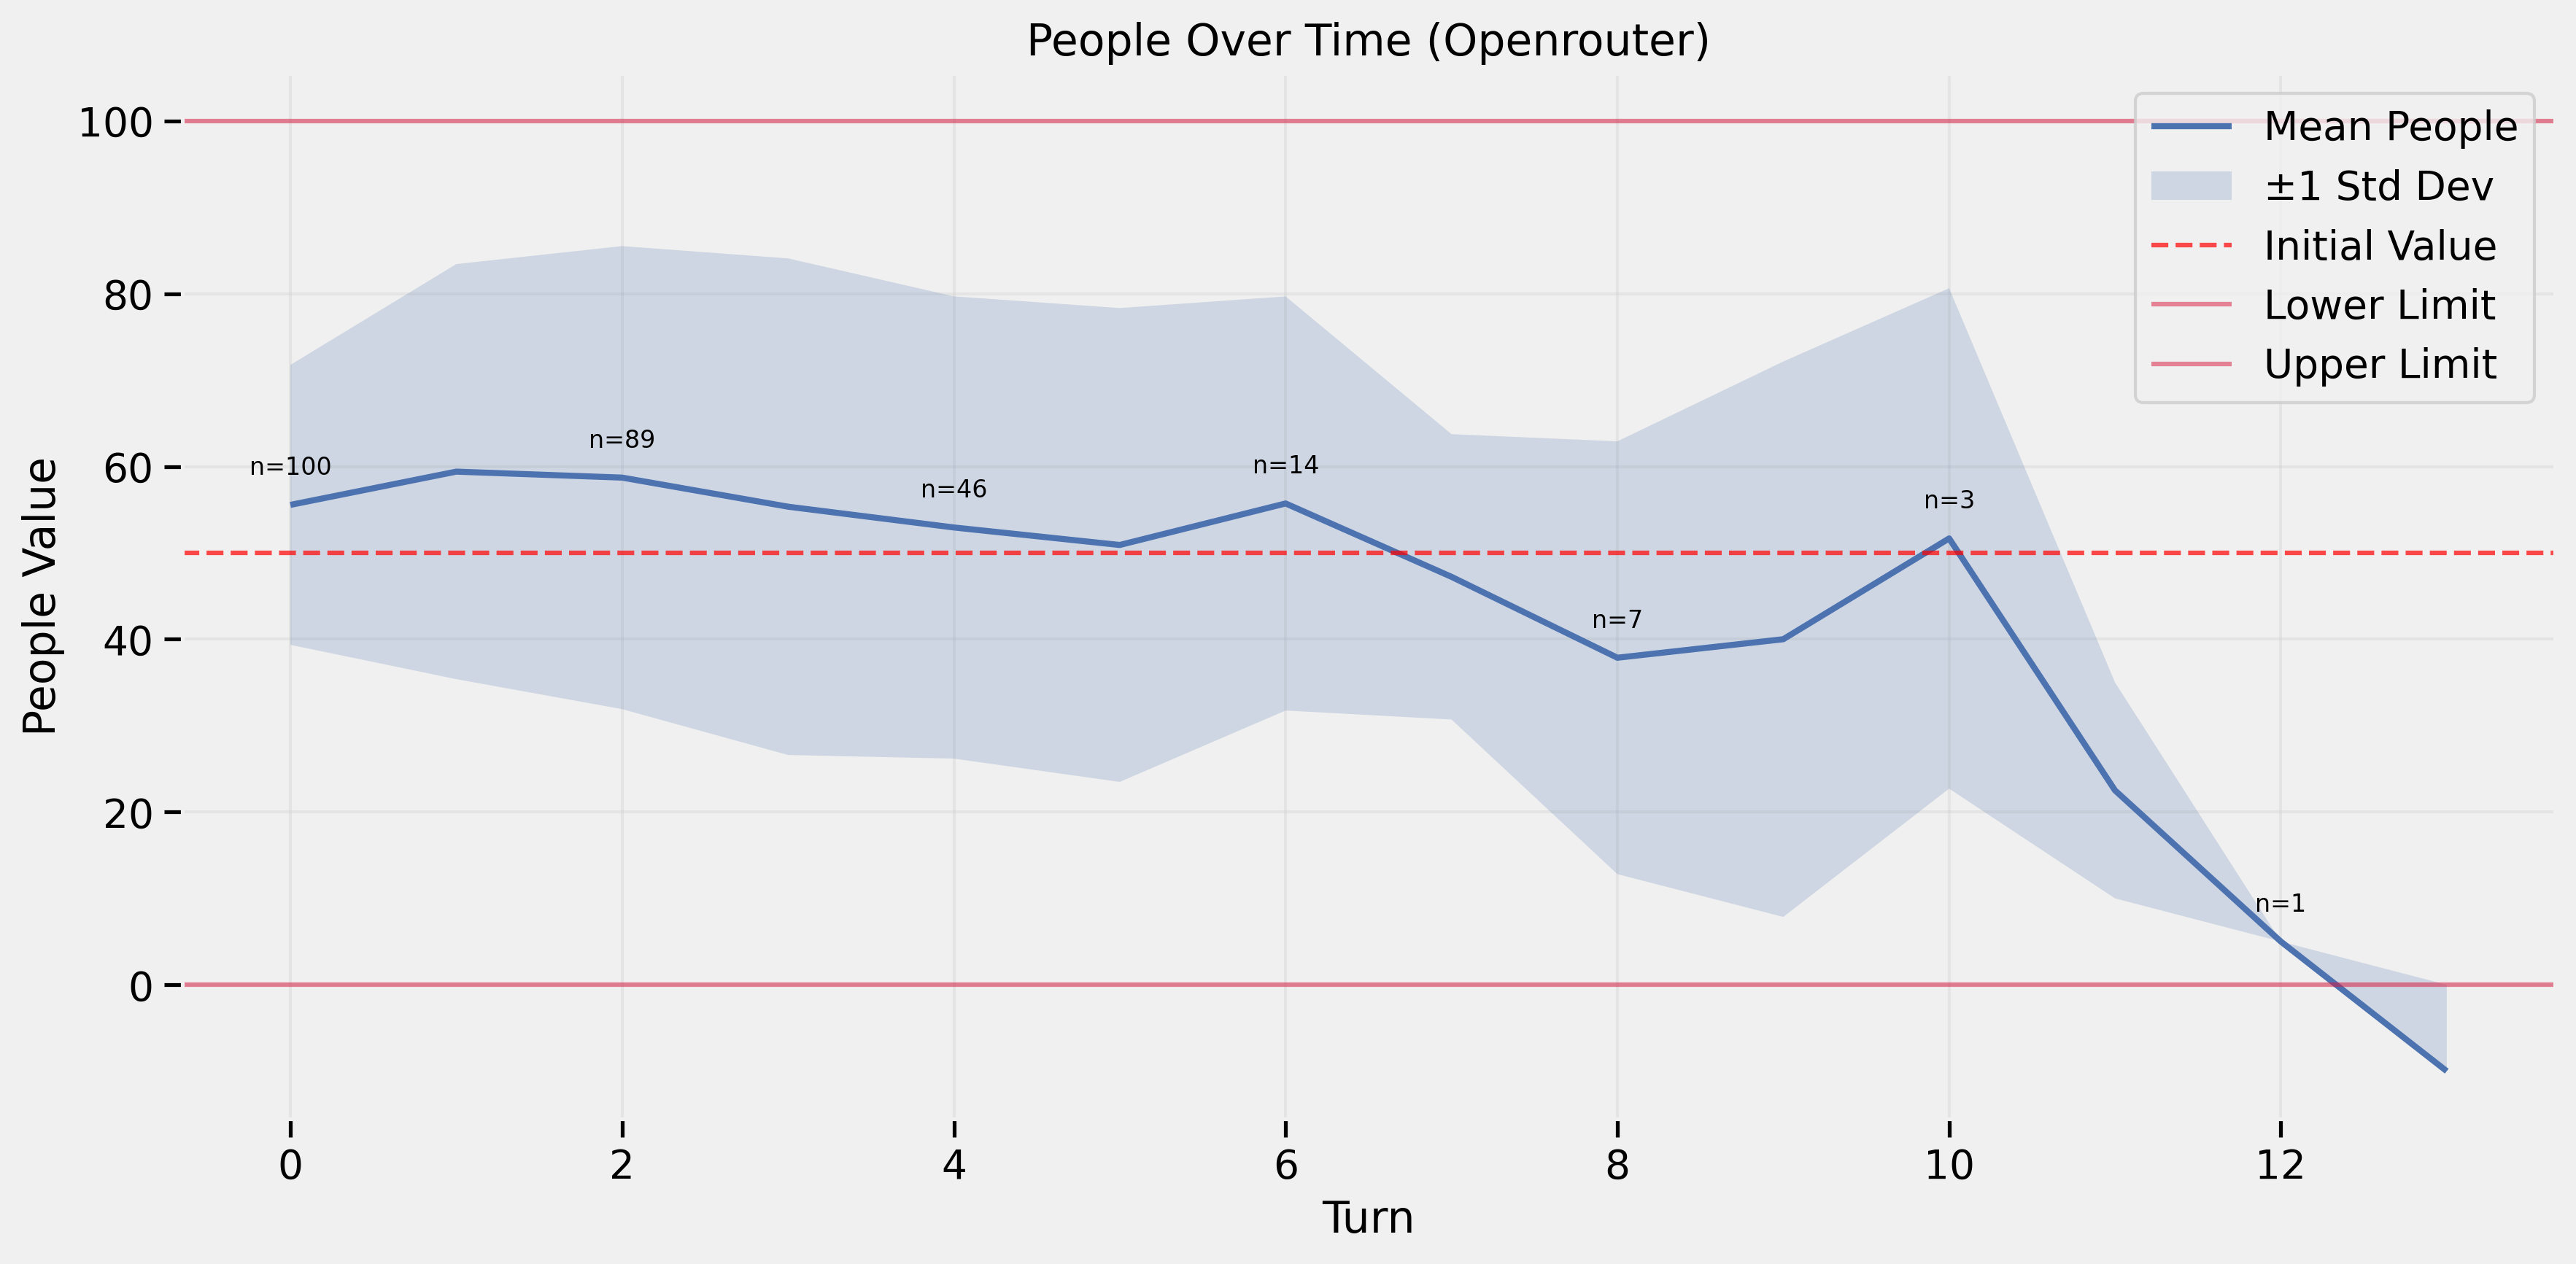 People Over Time (Openrouter)
100
80
60
40
20
0
People Value
n=100
n=89
n=46
n=14
n=7
n=3
n=1
Mean People
±1 Std Dev
Initial Value
Lower Limit
Upper Limit
0 2 4 6 8 10 12
Turn